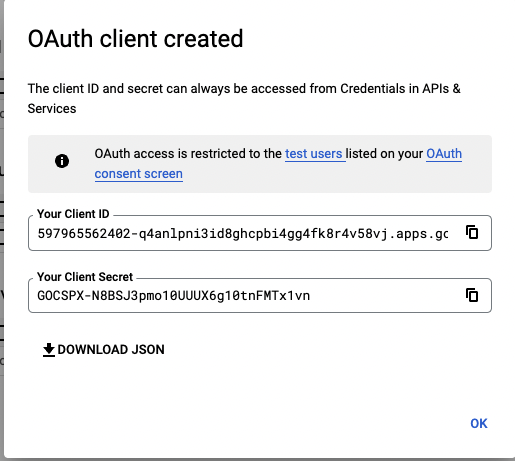 OAuth client created
The client ID and secret can always be accessed from Credentials in APIs &
Services
OAuth access is restricted to the test users listed on your OAuth
consent screen
Your Client ID
597965562402-q4anlpni3id8ghcpbi4gg4fk8r4v58vj.apps.gc
Your Client Secret
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
DOWNLOAD JSON
OK